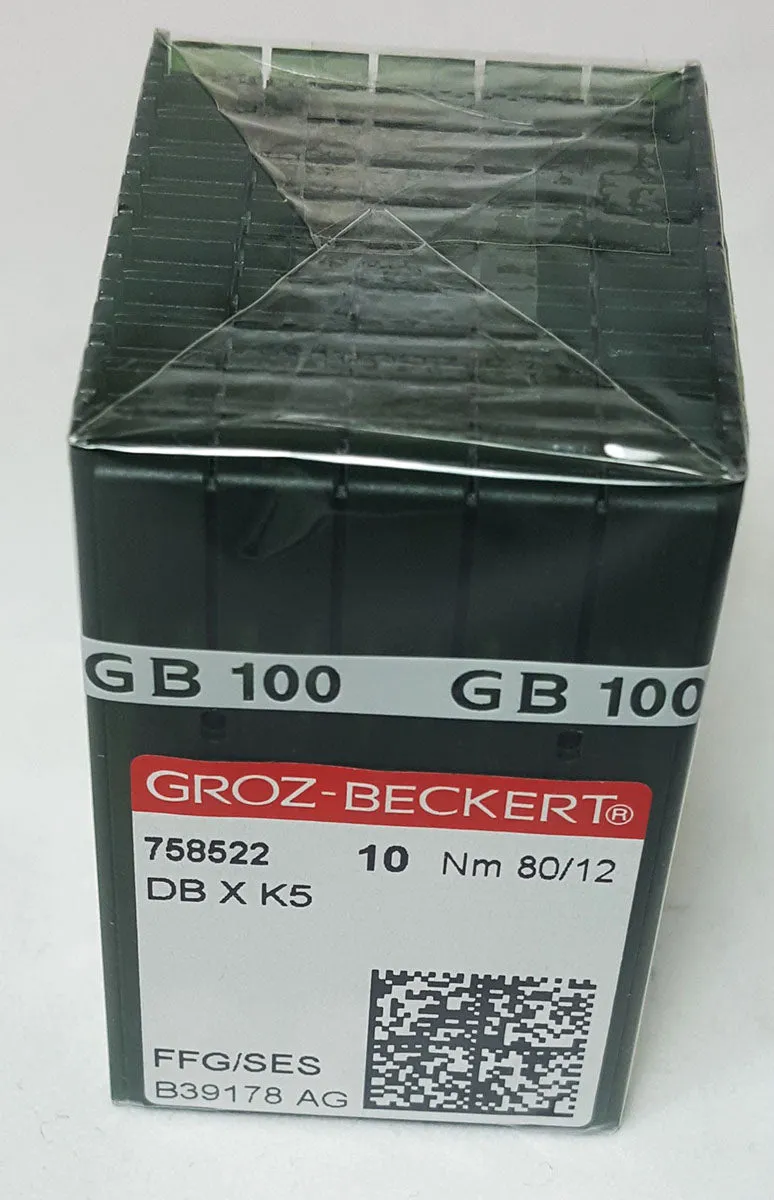 GB 100 GB 100
GROZ-BECKERT®
758522 10 Nm 80/12
DB X K5
FFG/SES
B39178 AG